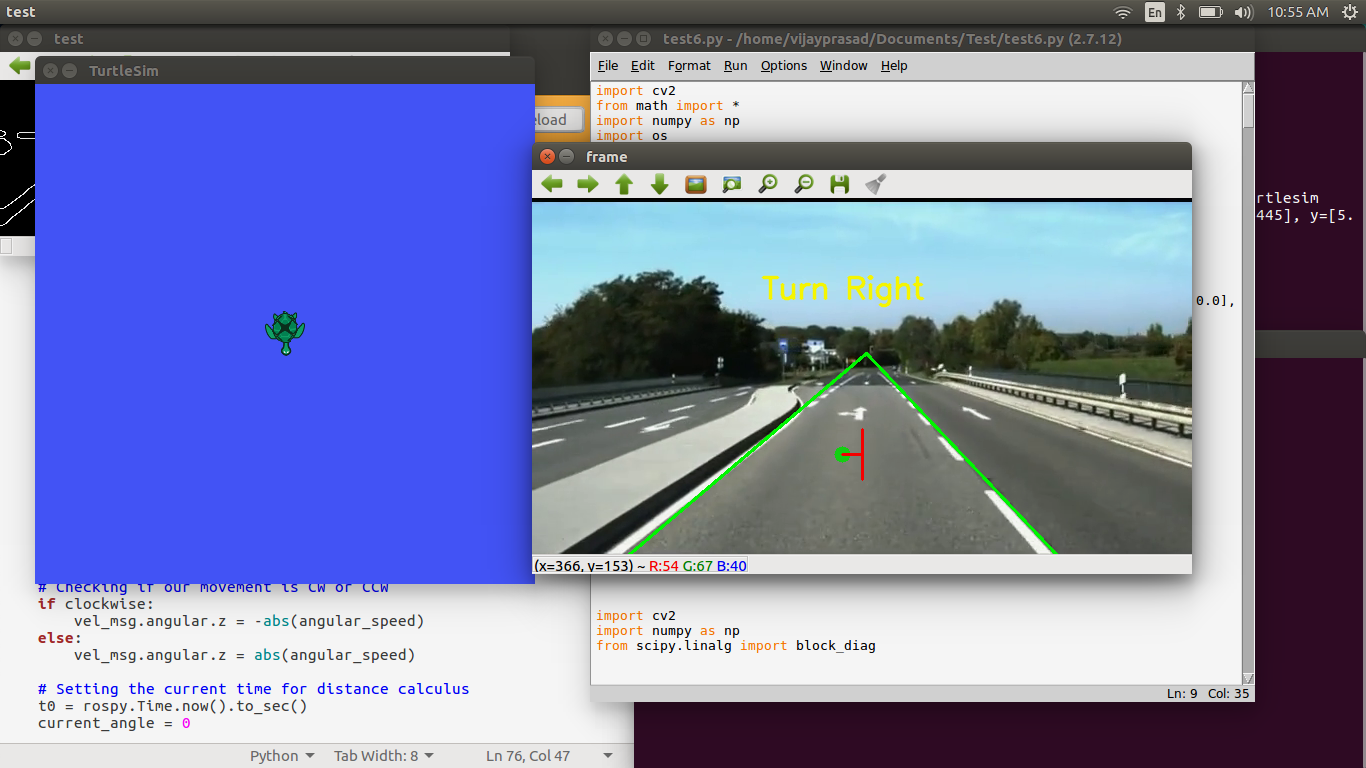 test
En
10:55 AM
test
test6.py - /home/vijayprasad/Documents/Test/test6.py (2.7.12)
TurtleSim
File Edit Format Run Options Window Help
import cv2
from math import *
import numpy as np
import os
eload
frame
Turn Right
rtlesim
445], y=[5.
0.0],
(x=366, y=153) ~ R:54 G:67 B:40
# Checking if our movement is CW or CCW
if clockwise:
vel_msg.angular.z = -abs(angular_speed)
else:
vel_msg.angular.z = abs(angular_speed)
# Setting the current time for distance calculus
t0 = rospy.Time.now().to_sec()
current_angle = 0
import cv2
import numpy as np
from scipy.linalg import block_diag
Ln: 9 Col: 35
Python Tab Width: 8 Ln 76, Col 47